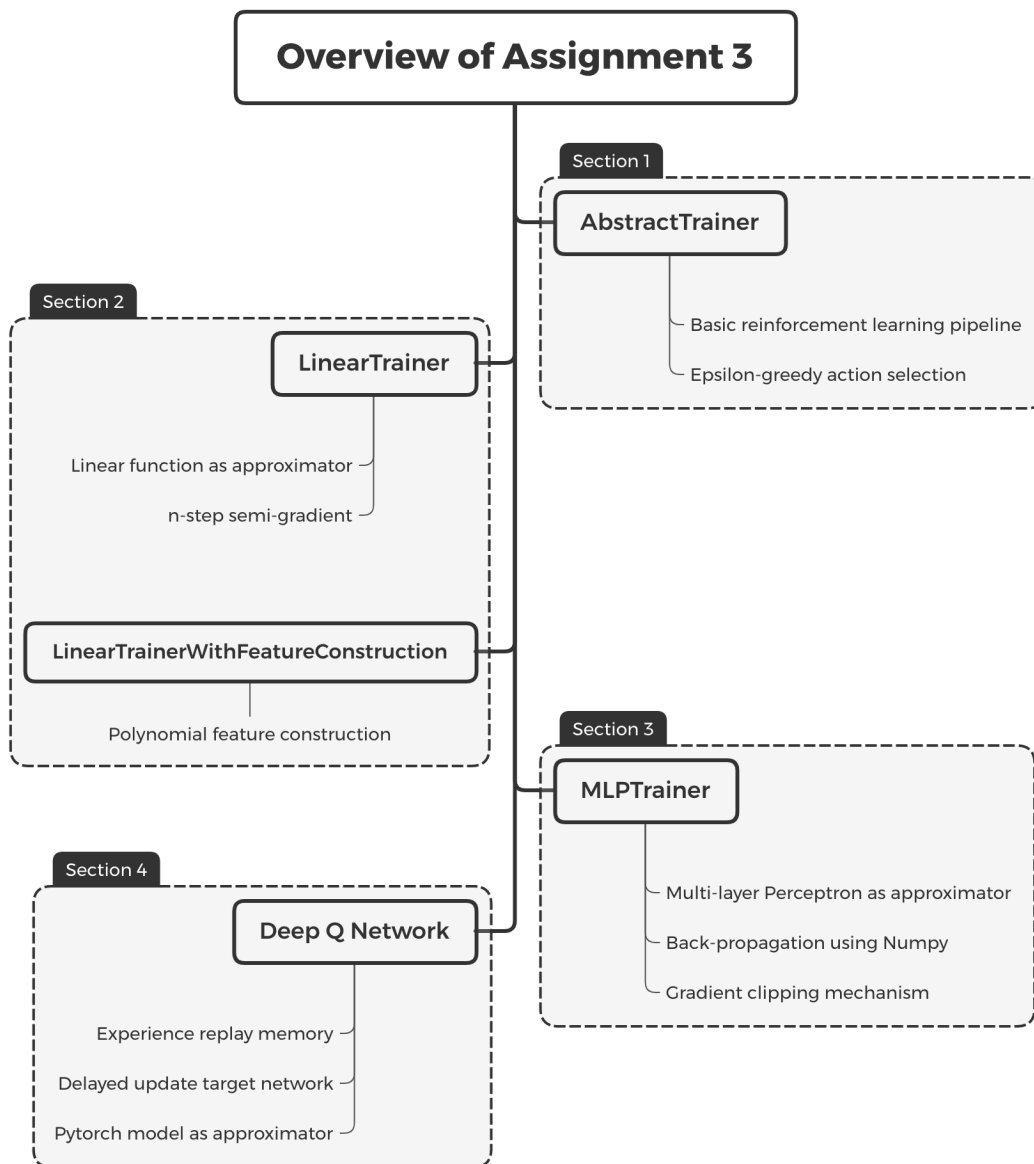 Overview of Assignment 3
Section 1
AbstractTrainer
Basic reinforcement learning pipeline
Epsilon-greedy action selection
Section 2
LinearTrainer
Linear function as approximator
n-step semi-gradient
LinearTrainerWithFeatureConstruction
Polynomial feature construction
Section 3
MLPTrainer
Multi-layer Perceptron as approximator
Back-propagation using Numpy
Gradient clipping mechanism
Section 4
Deep Q Network
Experience replay memory
Delayed update target network
Pytorch model as approximator